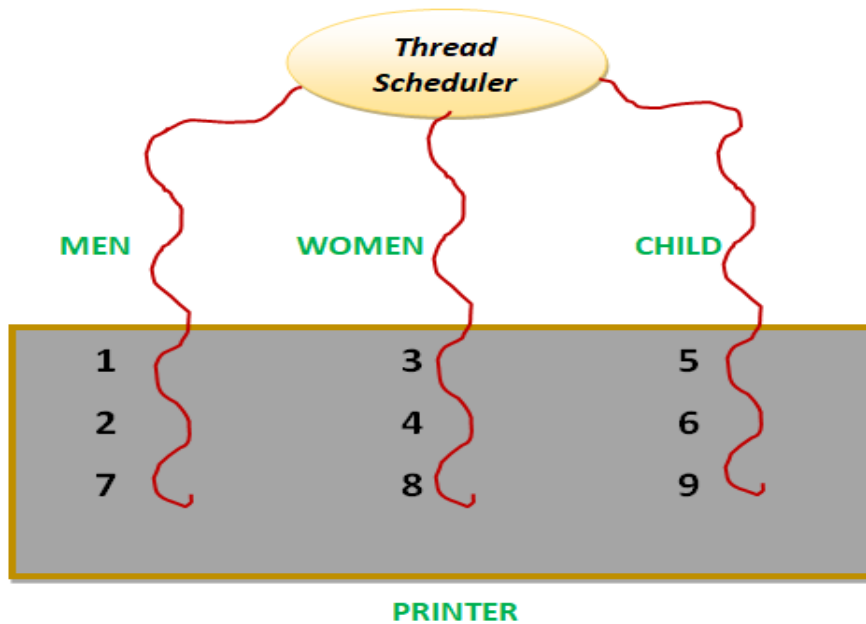 Thread
Scheduler
MEN WOMEN CHILD
1 3 5
2 4 6
7 8 9
PRINTER